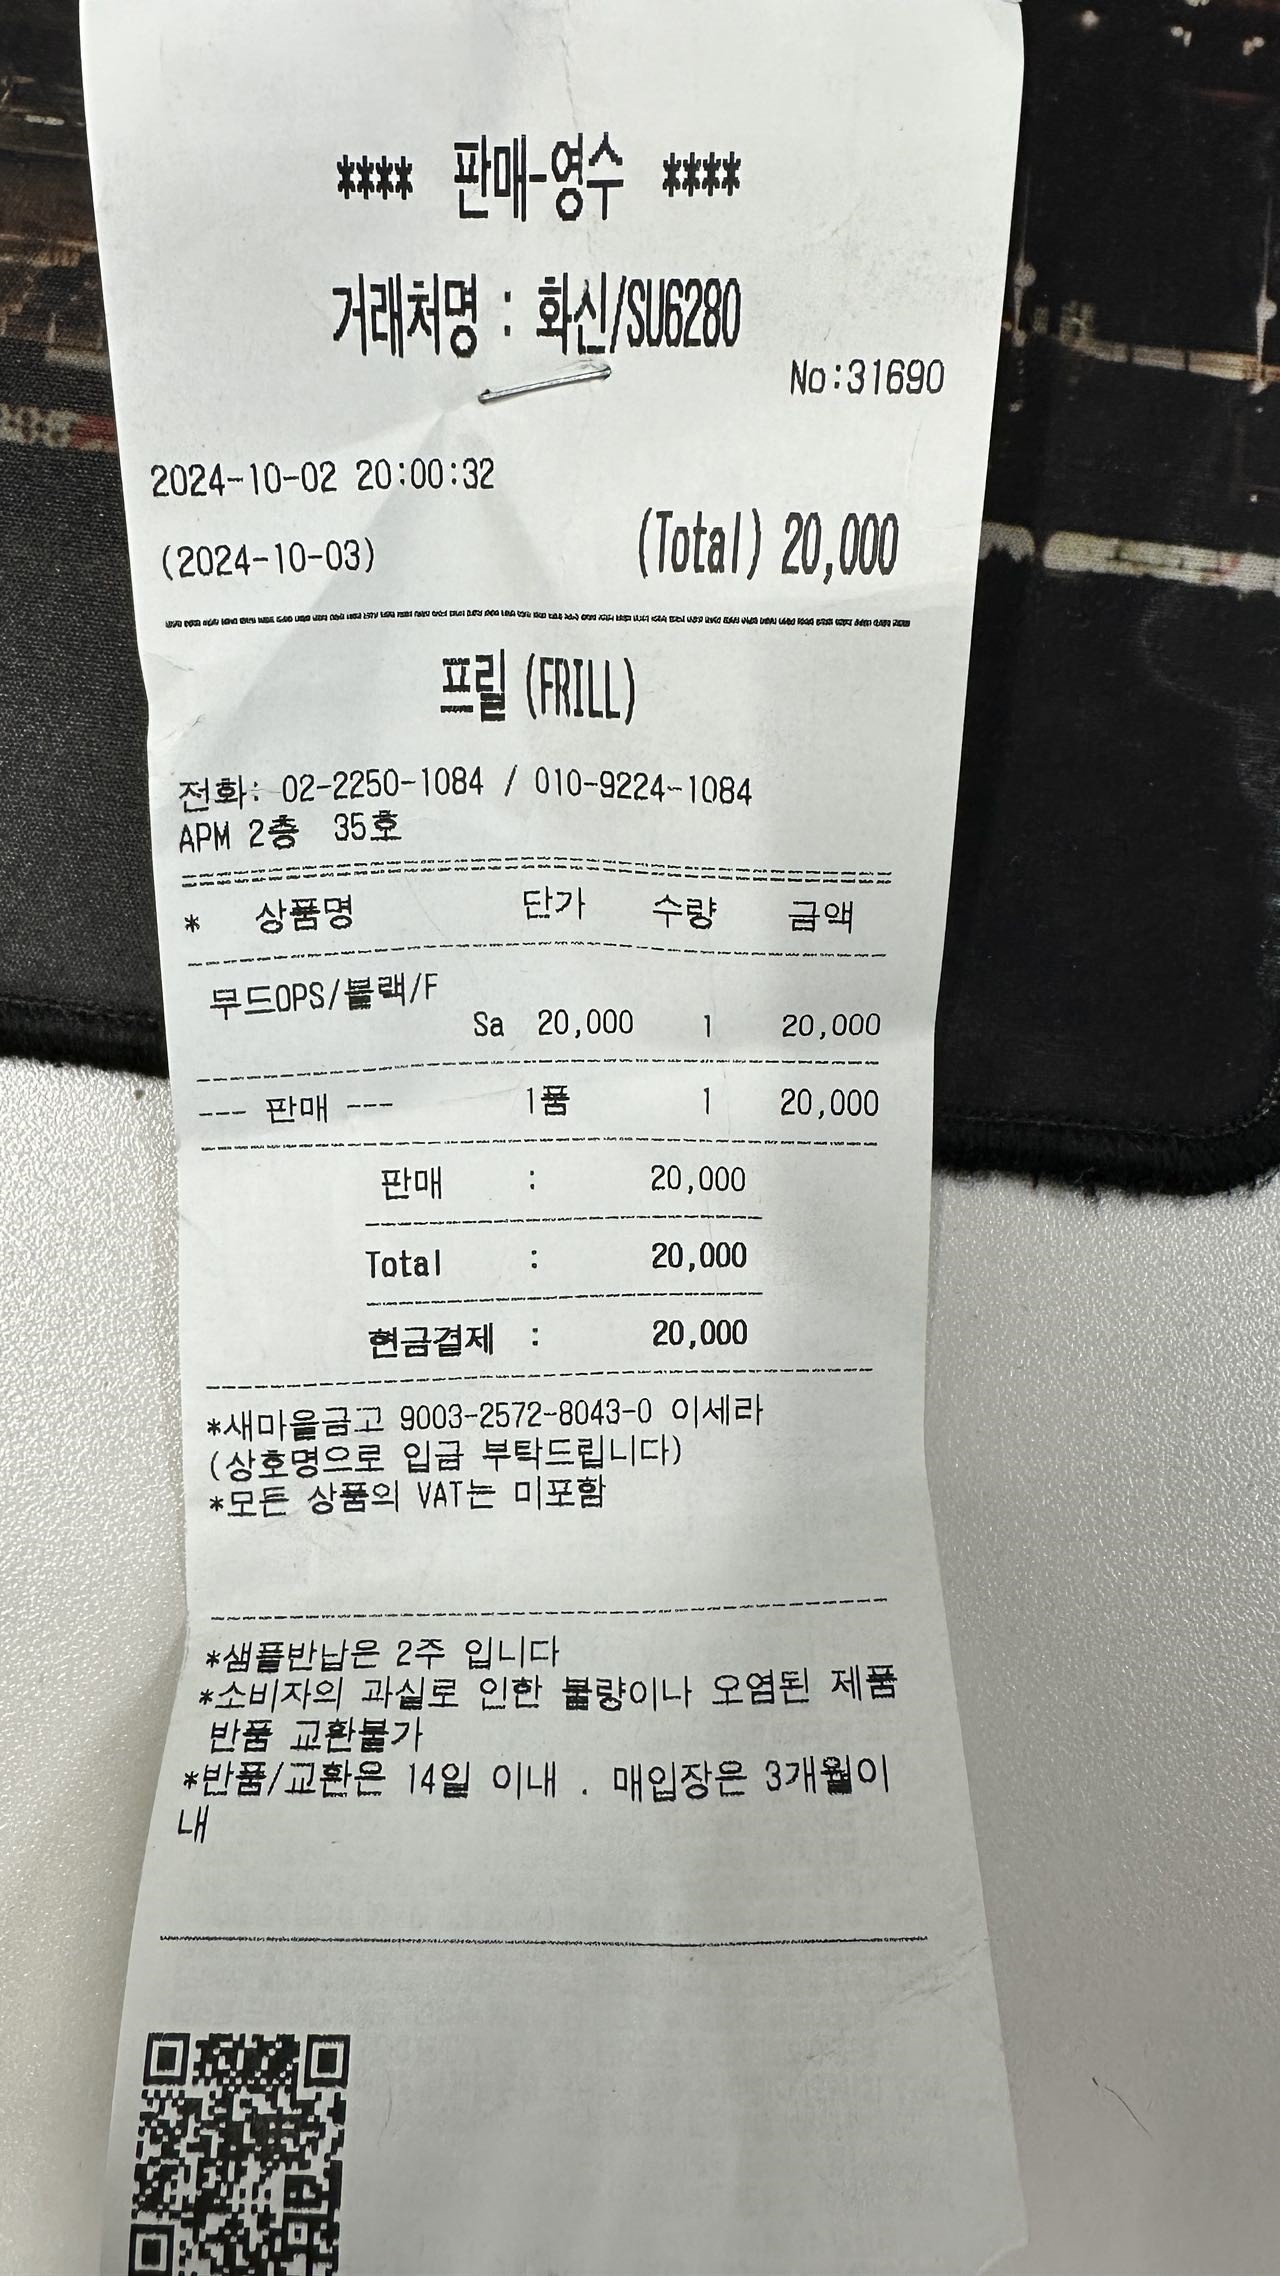 **** 판매-영수 ****
거래처명 : 화신/SU6280
No:31690
2024-10-02 20:00:32
(2024-10-03)
(Total) 20,000
프릴 (FRILL)
전화: 02-2250-1084 / 010-9224-1084
APM 2층 35호
* 상품명 단가 수량 금액
무드OPS/블랙/F
Sa 20,000 1 20,000
--- 판매 --- 1품 1 20,000
판매 : 20,000
Total : 20,000
현금결제 : 20,000
*새마을금고 9003-2572-8043-0 이세라
(상호명으로 입금 부탁드립니다)
*모든 상품의 VAT는 미포함
*샘플반납은 2주 입니다
*소비자의 과실로 인한 불량이나 오염된 제품
반품 교환불가
*반품/교환은 14일 이내 . 매입장은 3개월이
내